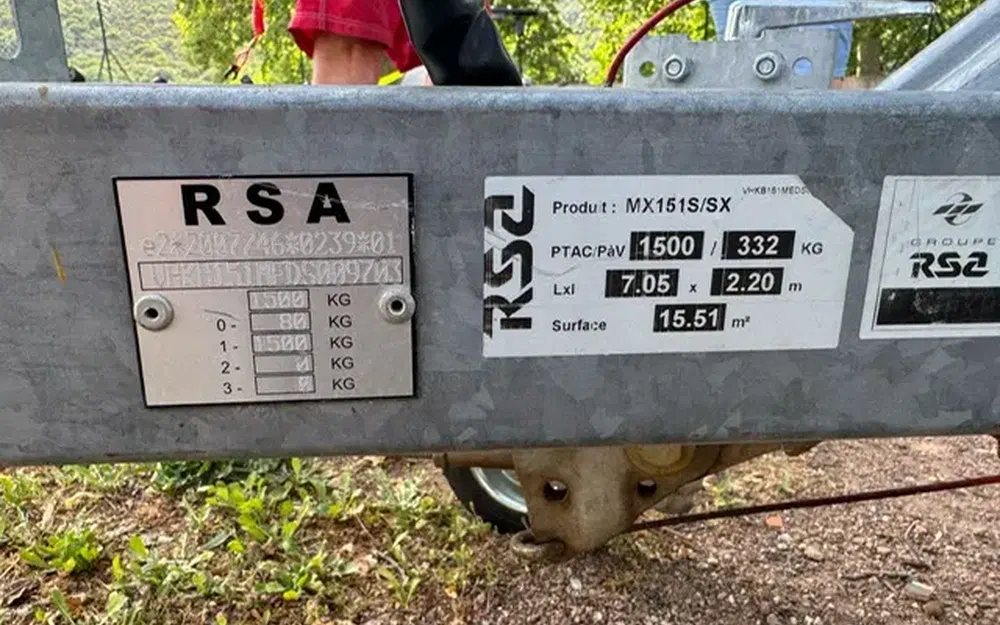 RSA
e2*2007/46*0239*01
1500 KG
0- 80 KG
1- 1500 KG
2- 0 KG
3- 0 KG
RSA
Produit : MX151S/SX
PTAC/PàV 1500 / 332 KG
Lxl 7.05 x 2.20 m
Surface 15.51 m²
GROUPE
RSA